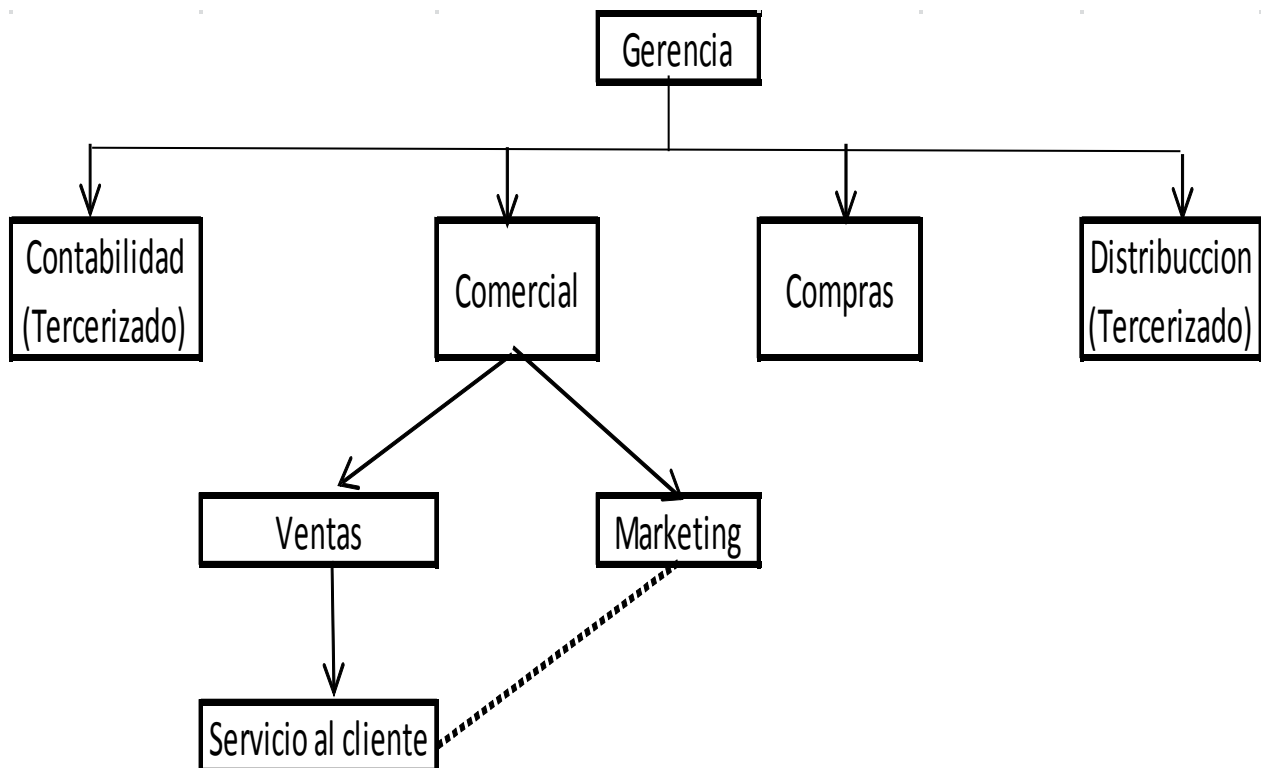 Gerencia
Contabilidad
(Tercerizado)
Comercial
Compras
Distribuccion
(Tercerizado)
Ventas
Marketing
Servicio al cliente